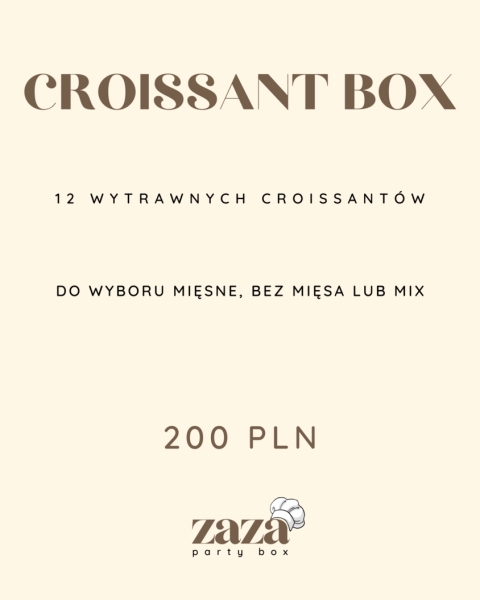 CROISSANT BOX
12 WYTRAWNYCH CROISSANTÓW
DO WYBORU MIĘSNE, BEZ MIĘSA LUB MIX
200 PLN
zaza
party box